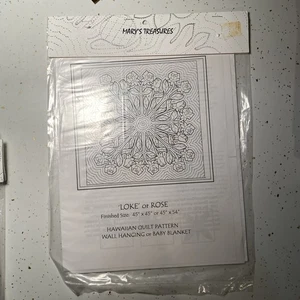 MARY'S TREASURES
'LOKE' or ROSE
Finished Size: 45" x 45" or 45" x 54"
HAWAIIAN QUILT PATTERN
WALL HANGING or BABY BLANKET